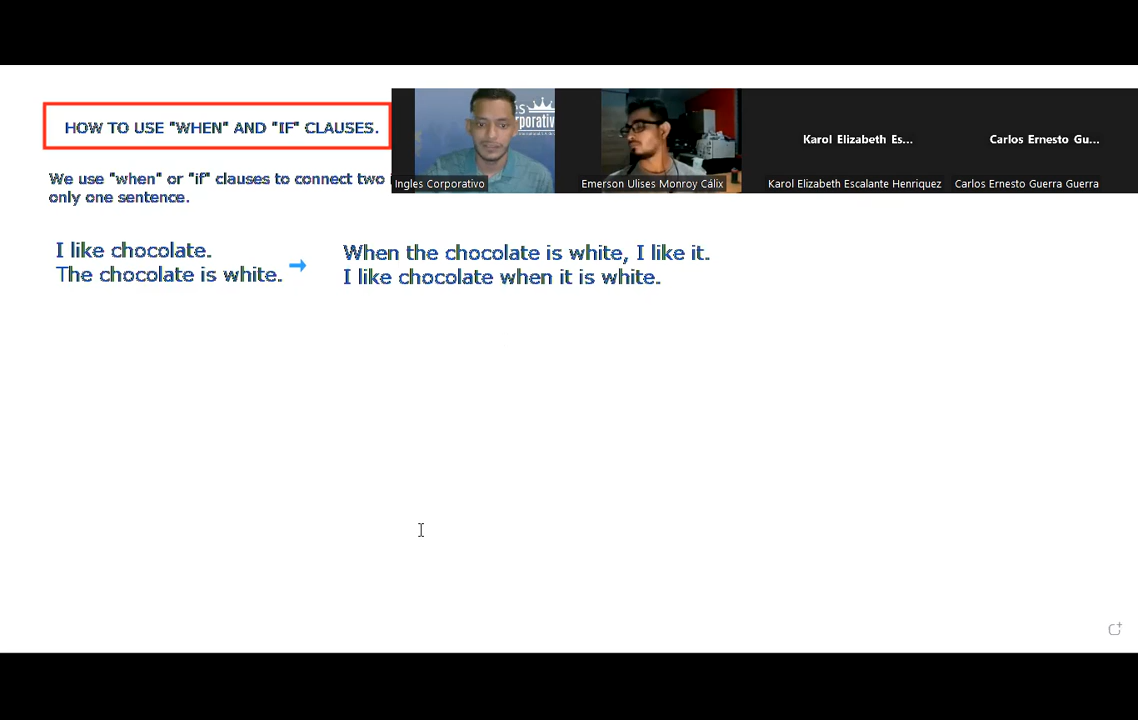 HOW TO USE "WHEN" AND "IF" CLAUSES.
We use "when" or "if" clauses to connect two
only one sentence.
I like chocolate.
The chocolate is white.
When the chocolate is white, I like it.
I like chocolate when it is white.
Ingles Corporativo
Emerson Ulises Monroy Cálix
Karol Elizabeth Es...
Karol Elizabeth Escalante Henriquez
Carlos Ernesto Gu...
Carlos Ernesto Guerra Guerra